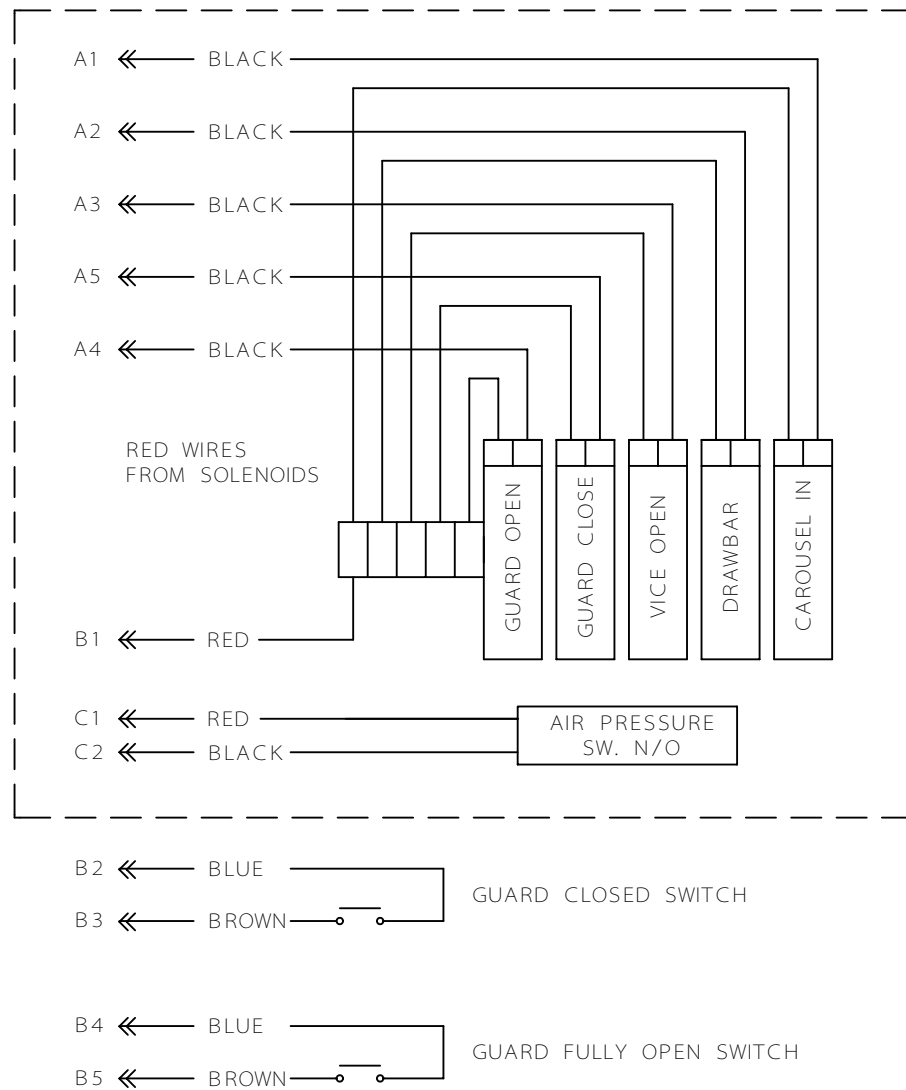 A1 BLACK
A2 BLACK
A3 BLACK
A5 BLACK
A4 BLACK
RED WIRES
FROM SOLENOIDS
GUARD OPEN
GUARD CLOSE
VICE OPEN
DRAWBAR
CAROUSEL IN
B1 RED
C1 RED
C2 BLACK
AIR PRESSURE
SW. N/O
B2 BLUE
B3 BROWN
GUARD CLOSED SWITCH
B4 BLUE
B5 BROWN
GUARD FULLY OPEN SWITCH